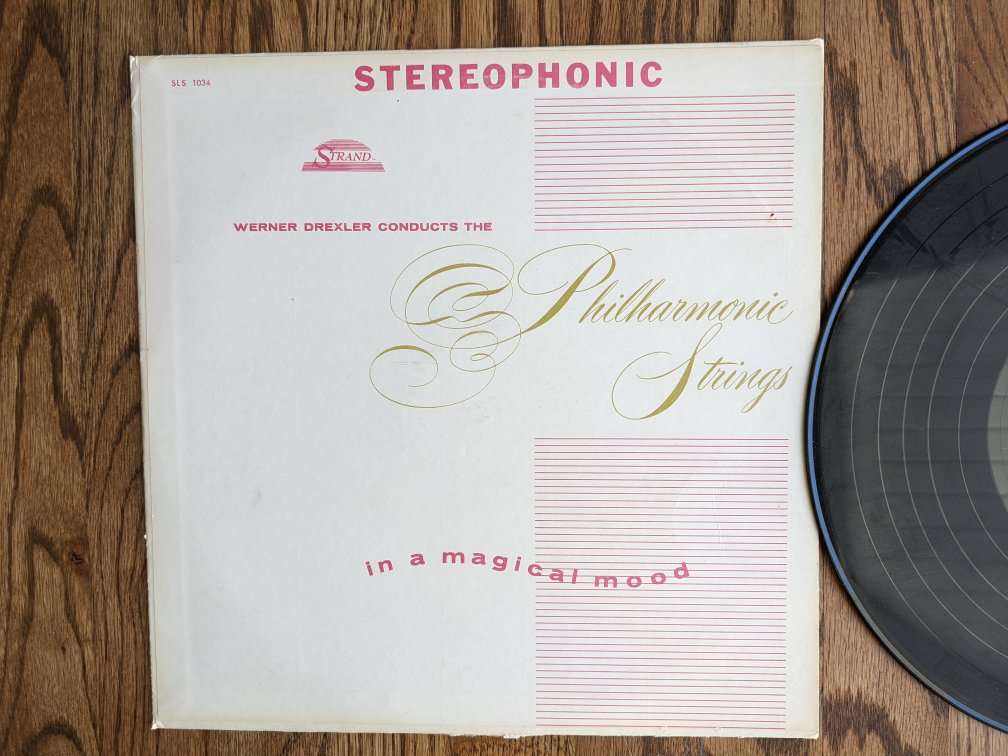 SLS 1034
STEREOPHONIC
STRAND
WERNER DREXLER CONDUCTS THE
Philharmonic
Strings
in a magical mood